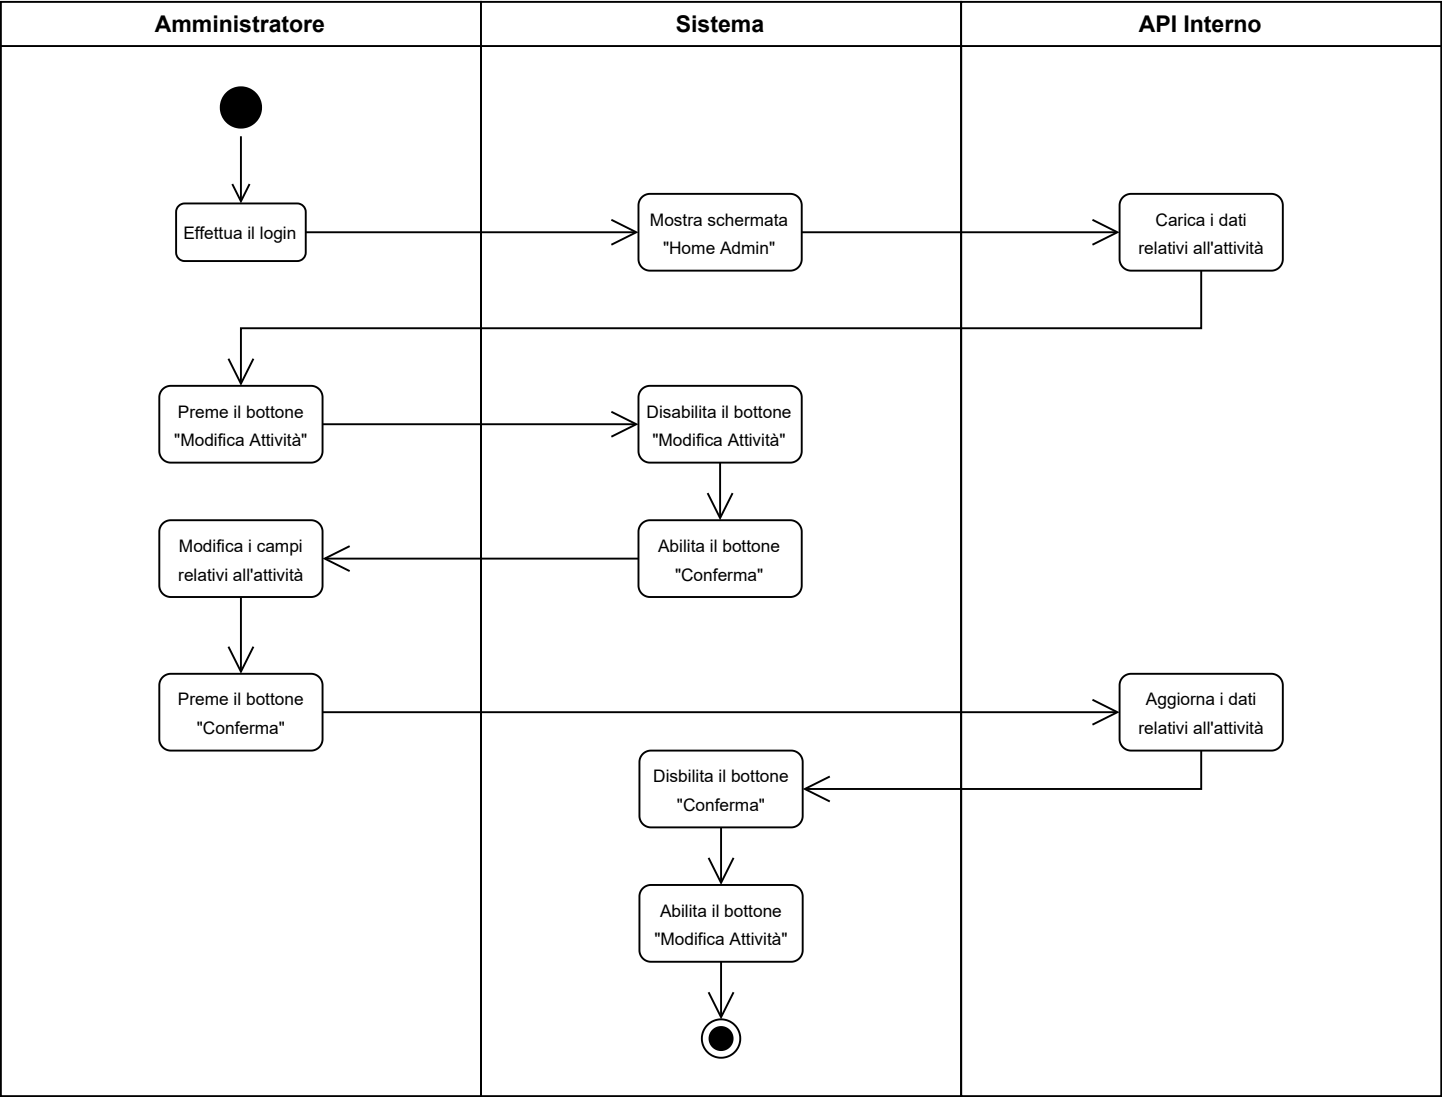 Amministratore
Sistema
API Interno
Effettua il login
Mostra schermata
"Home Admin"
Carica i dati
relativi all'attività
Preme il bottone
"Modifica Attività"
Disabilita il bottone
"Modifica Attività"
Modifica i campi
relativi all'attività
Abilita il bottone
"Conferma"
Preme il bottone
"Conferma"
Aggiorna i dati
relativi all'attività
Disbilita il bottone
"Conferma"
Abilita il bottone
"Modifica Attività"